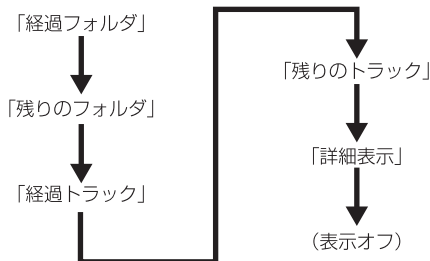 「経過フォルダ」
「残りのフォルダ」
「経過トラック」
「残りのトラック」
「詳細表示」
（表示オフ）